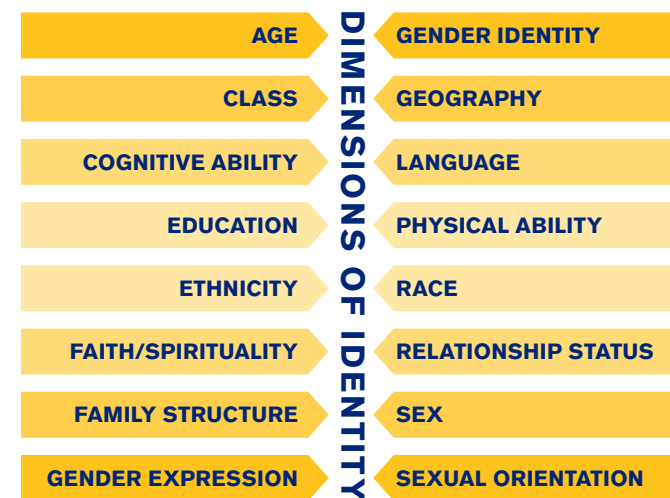 DIMENSIONS OF IDENTITY
AGE
CLASS
COGNITIVE ABILITY
EDUCATION
ETHNICITY
FAITH/SPIRITUALITY
FAMILY STRUCTURE
GENDER EXPRESSION
GENDER IDENTITY
GEOGRAPHY
LANGUAGE
PHYSICAL ABILITY
RACE
RELATIONSHIP STATUS
SEX
SEXUAL ORIENTATION